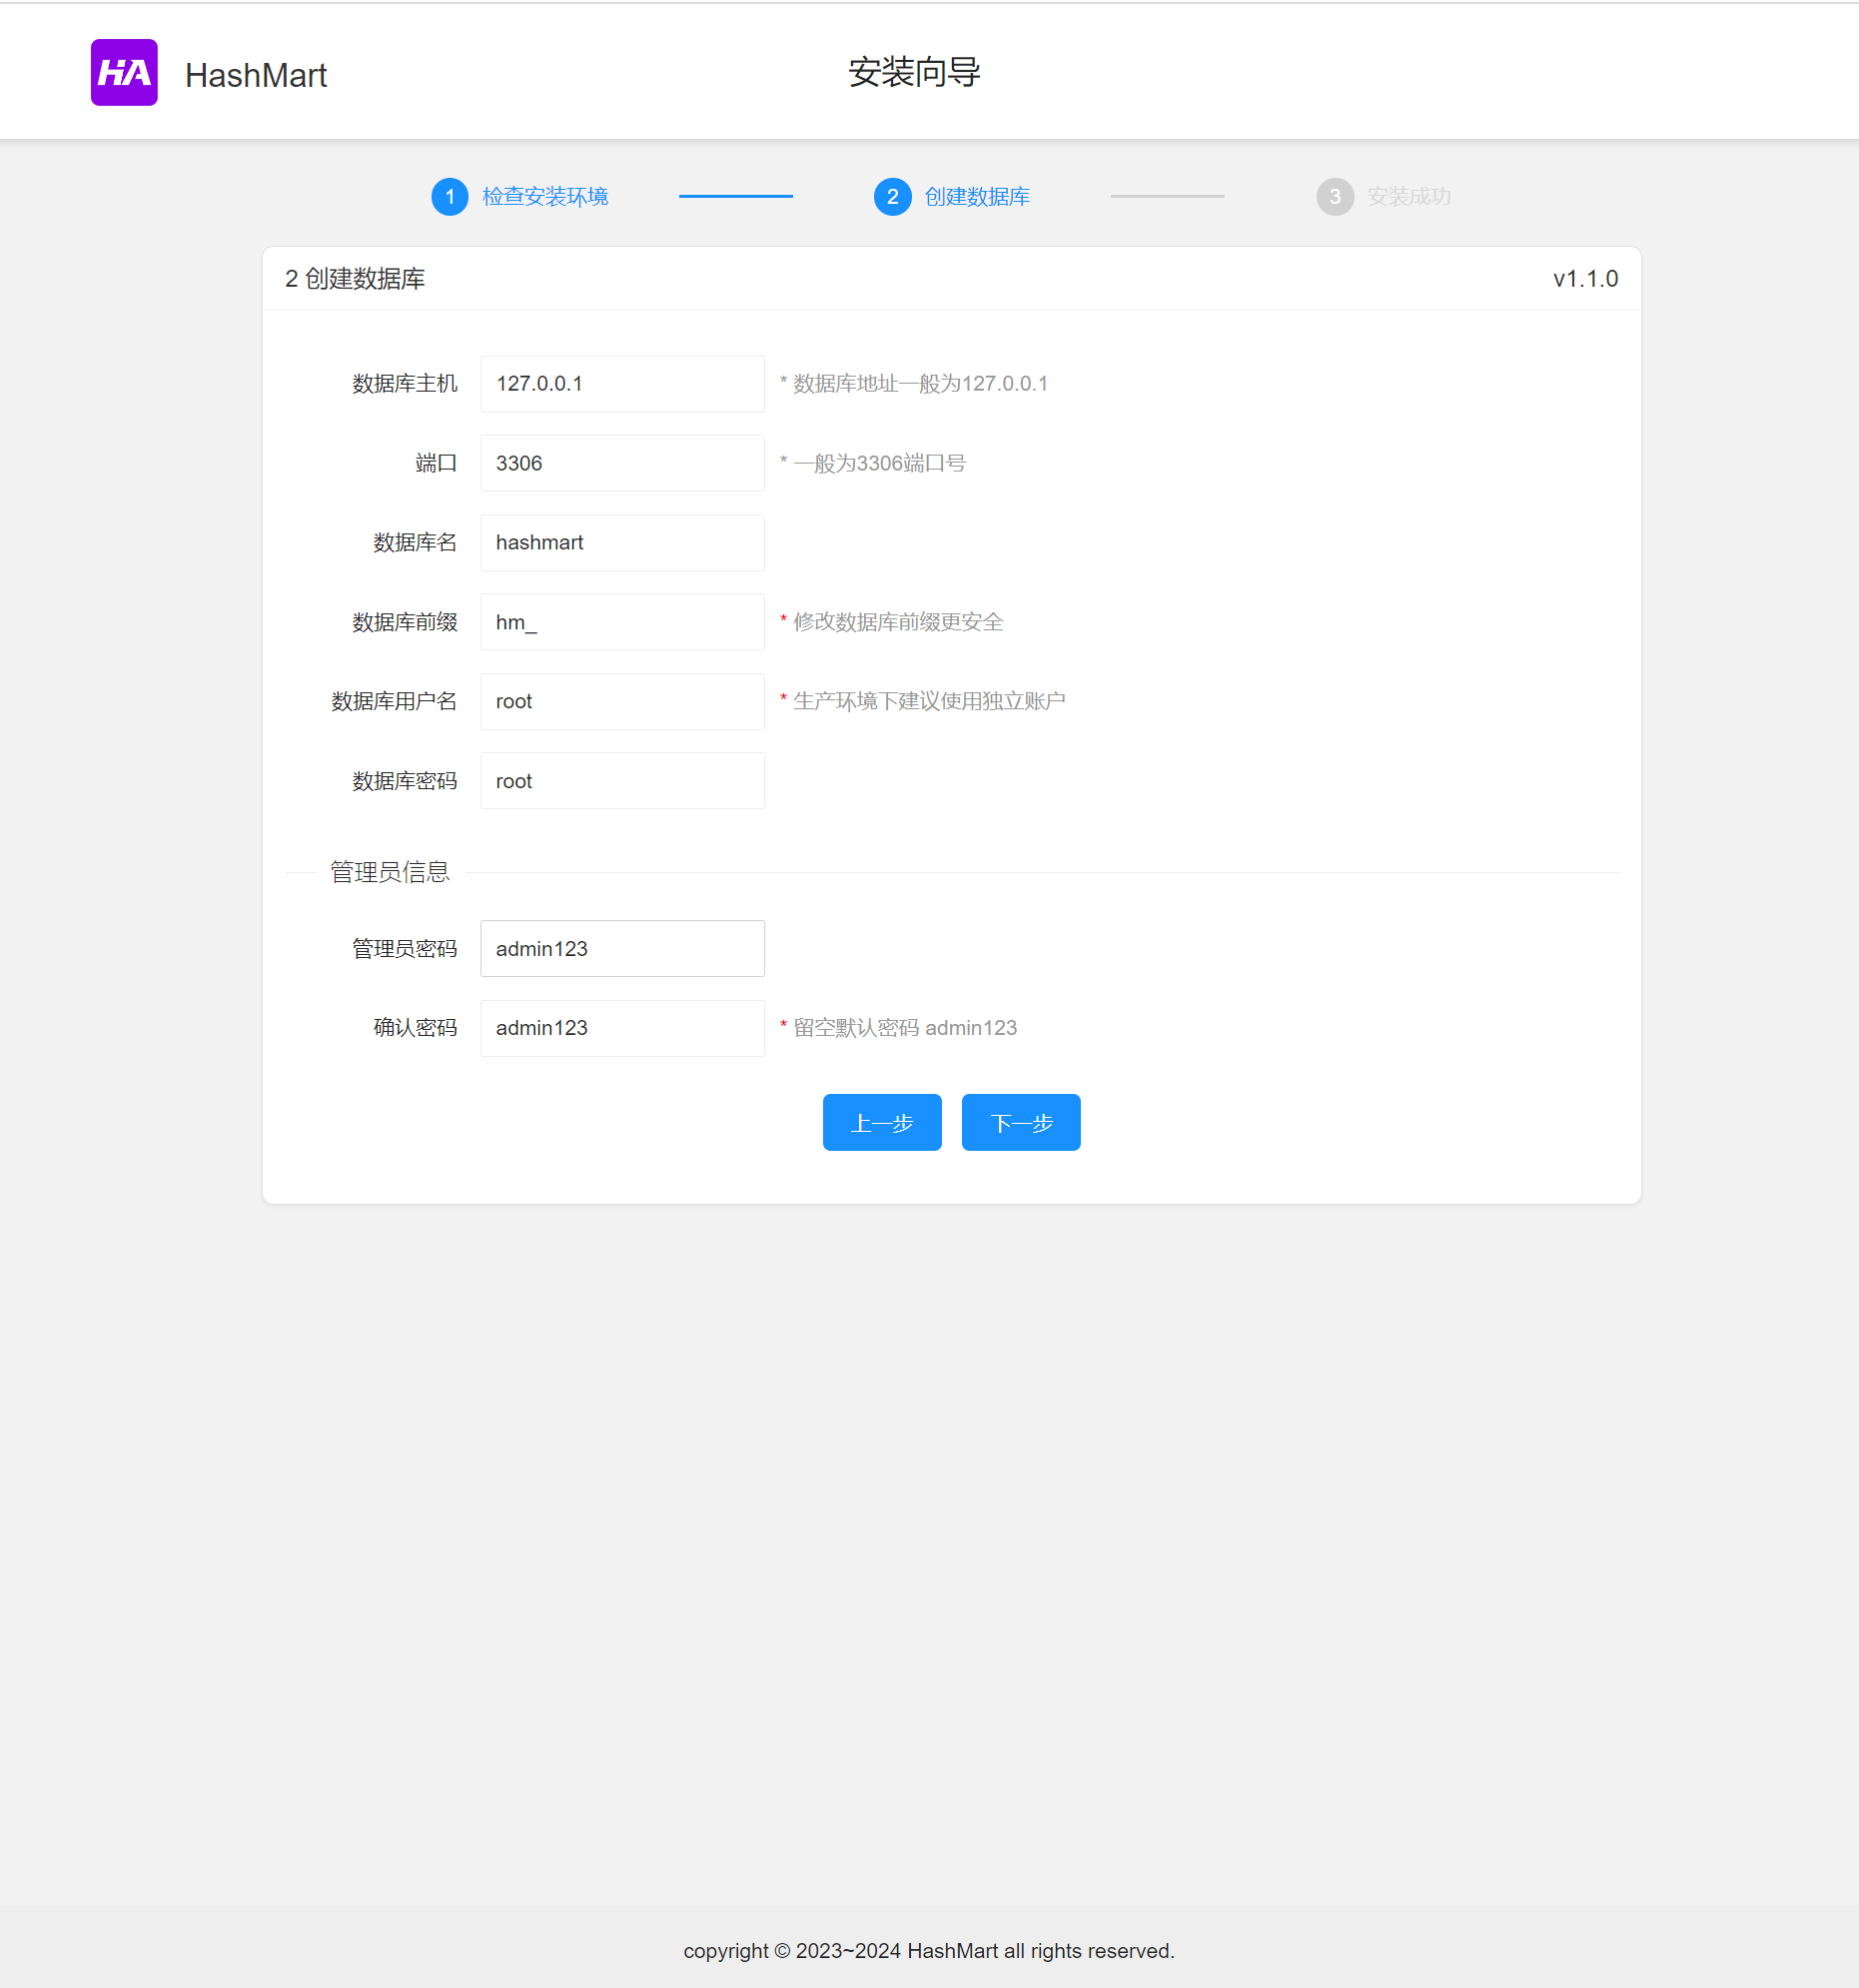 HA HashMart 安装向导
1 检查安装环境 2 创建数据库 3 安装成功
2 创建数据库 v1.1.0
数据库主机 127.0.0.1 * 数据库地址一般为127.0.0.1
端口 3306 * 一般为3306端口号
数据库名 hashmart
数据库前缀 hm_ * 修改数据库前缀更安全
数据库用户名 root * 生产环境下建议使用独立账户
数据库密码 root
管理员信息
管理员密码 admin123
确认密码 admin123 * 留空默认密码 admin123
上一步 下一步
copyright © 2023~2024 HashMart all rights reserved.